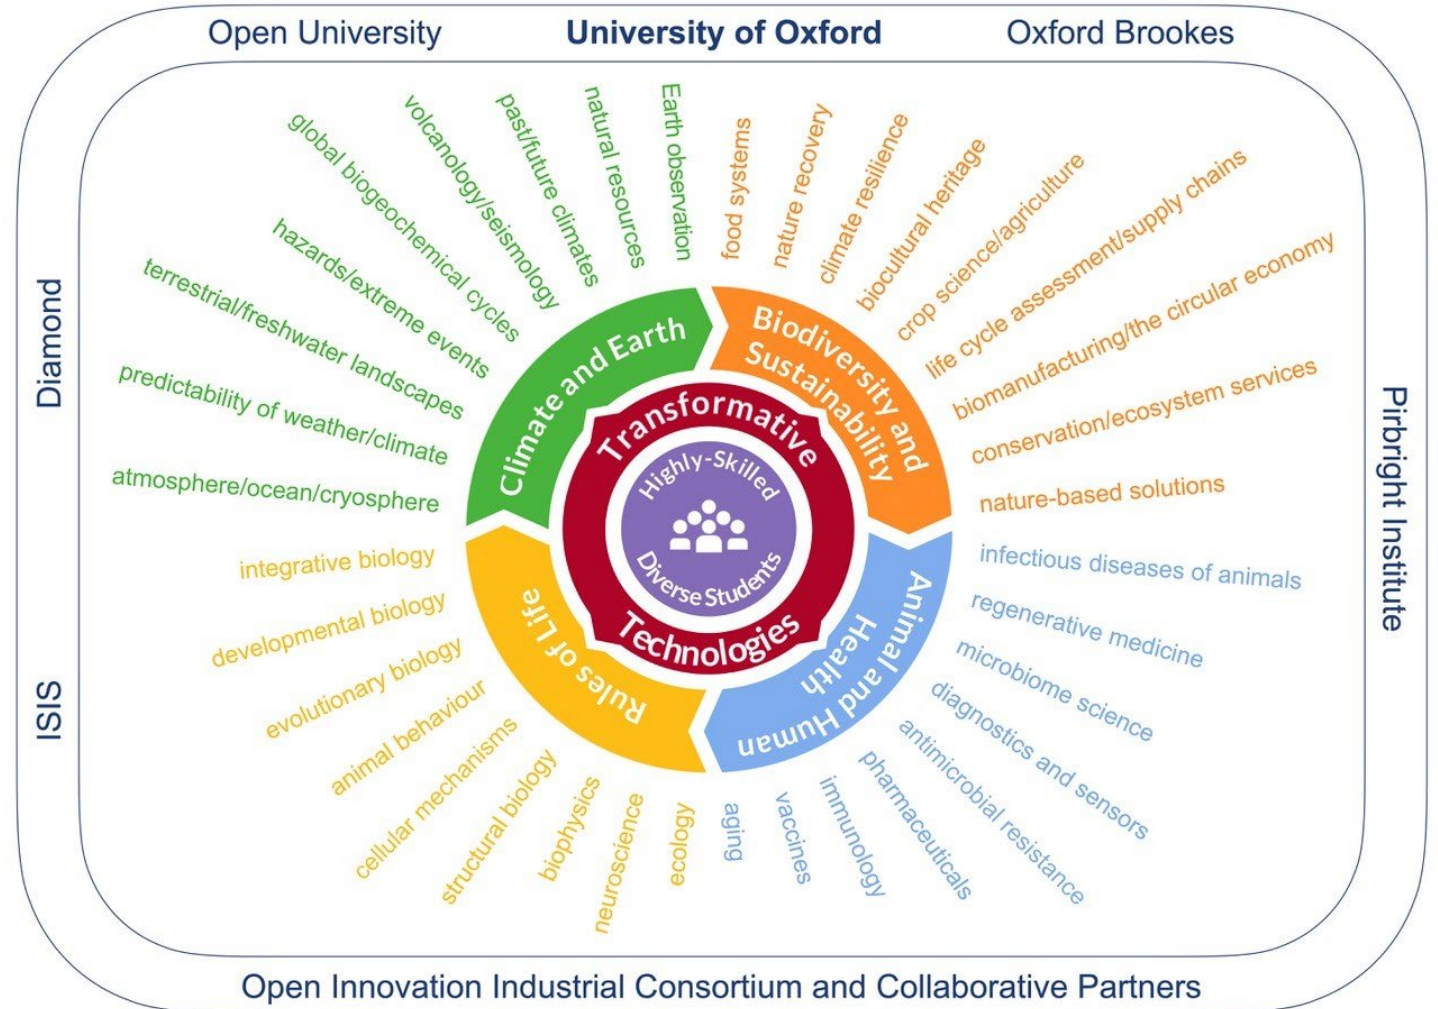 Open University
University of Oxford
Oxford Brookes
Diamond
ISIS
Pirbright Institute
Open Innovation Industrial Consortium and Collaborative Partners
Climate and Earth
atmosphere/ocean/cryosphere
predictability of weather/climate
terrestrial/freshwater landscapes
hazards/extreme events
global biogeochemical cycles
volcanology/seismology
past/future climates
natural resources
Earth observation
Biodiversity and
Sustainability
food systems
nature recovery
climate resilience
biocultural heritage
crop science/agriculture
life cycle assessment/supply chains
biomanufacturing/the circular economy
conservation/ecosystem services
nature-based solutions
Animal and Human
Health
infectious diseases of animals
regenerative medicine
microbiome science
diagnostics and sensors
antimicrobial resistance
pharmaceuticals
immunology
vaccines
aging
Rules of Life
ecology
neuroscience
biophysics
structural biology
cellular mechanisms
animal behaviour
evolutionary biology
developmental biology
integrative biology
Transformative
Technologies
Highly-Skilled
Diverse Students